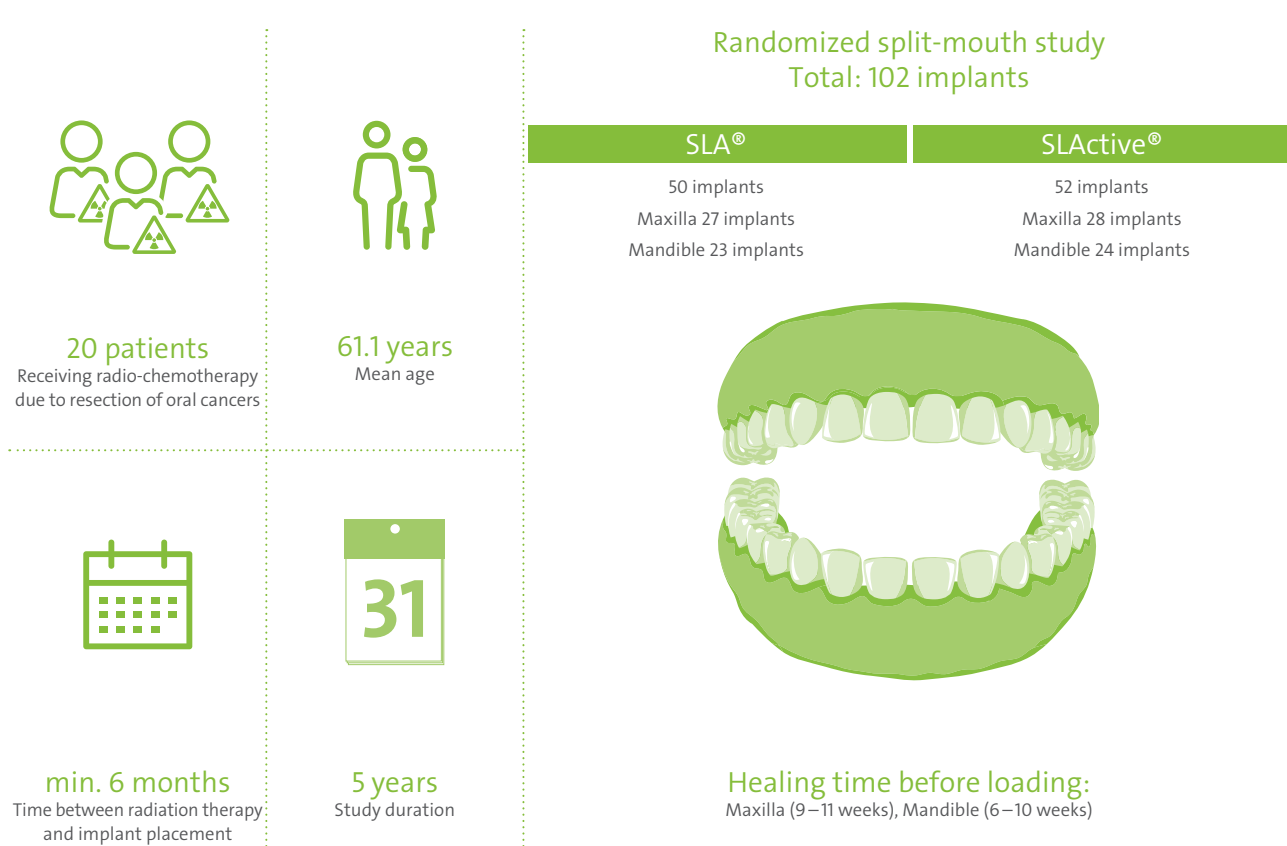 20 patients
Receiving radio-chemotherapy
due to resection of oral cancers
61.1 years
Mean age
31
min. 6 months
Time between radiation therapy
and implant placement
5 years
Study duration
Randomized split-mouth study
Total: 102 implants
SLA®
50 implants
Maxilla 27 implants
Mandible 23 implants
SLActive®
52 implants
Maxilla 28 implants
Mandible 24 implants
Healing time before loading:
Maxilla (9–11 weeks), Mandible (6–10 weeks)